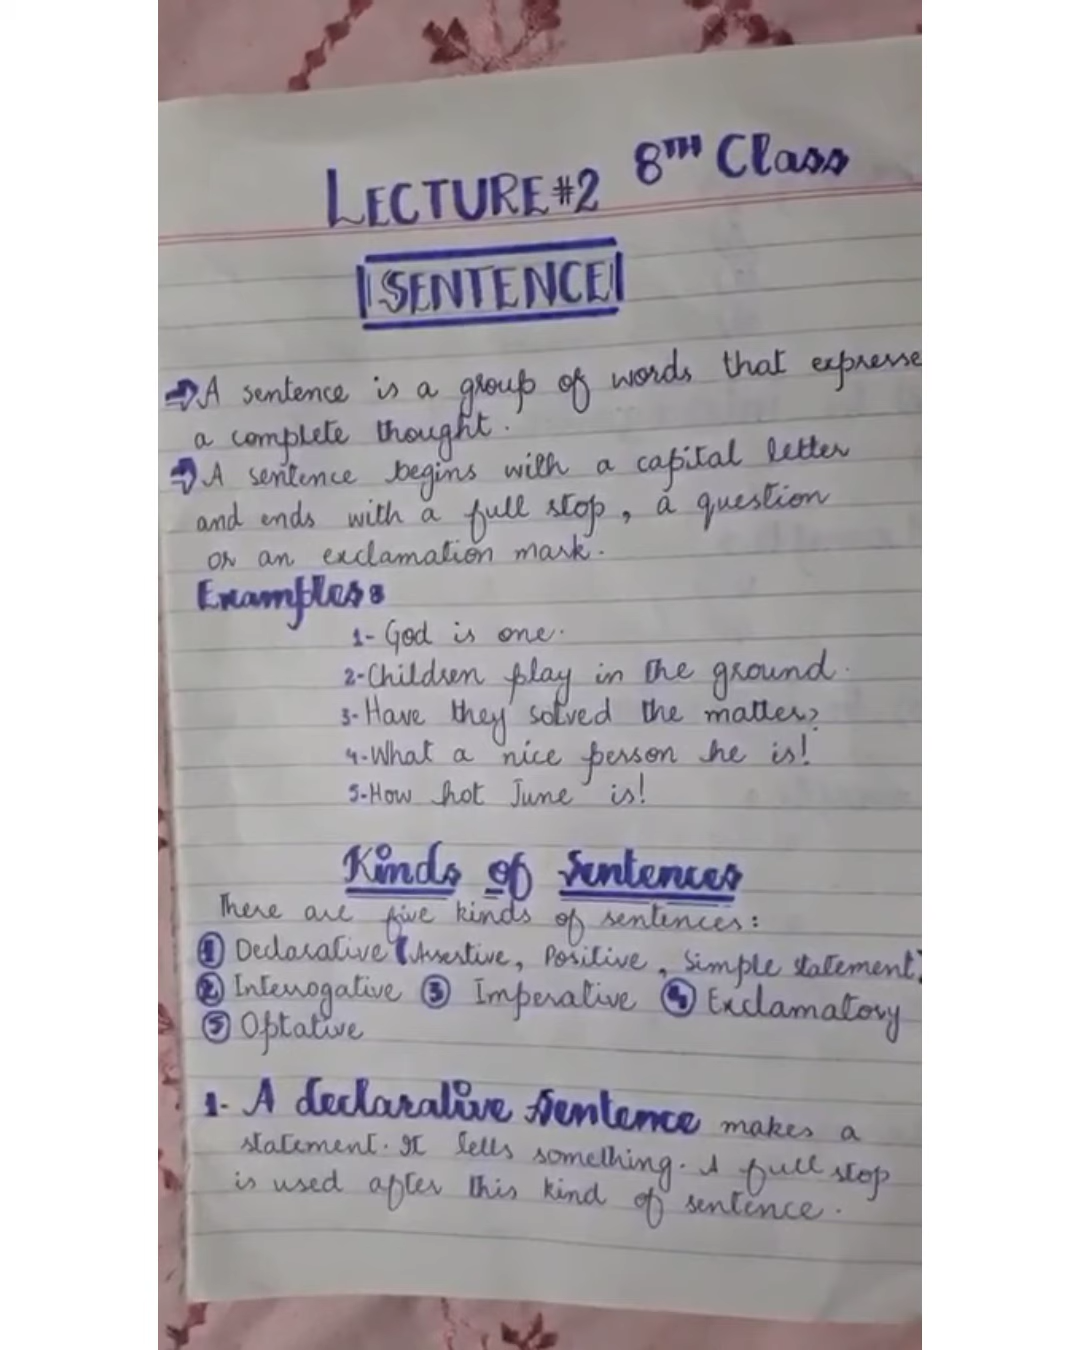 LECTURE#2 8TH Class
SENTENCE
⇒A sentence is a group of words that expresse
a complete thought.
⇒A sentence begins with a capital letter
and ends with a full stop, a question
or an exclamation mark.
Examples:
1- God is one.
2-Children play in the ground.
3-Have they solved the matter?
4-What a nice person he is!
5-How hot June is!
Kinds of Sentences
There are five kinds of sentences:
① Declarative (Assertive, Positive, Simple statement)
② Interrogative ③ Imperative ④ Exclamatory
⑤ Optative
1- A declarative Sentence makes a
statement. It tells something. A full stop
is used after this kind of sentence.